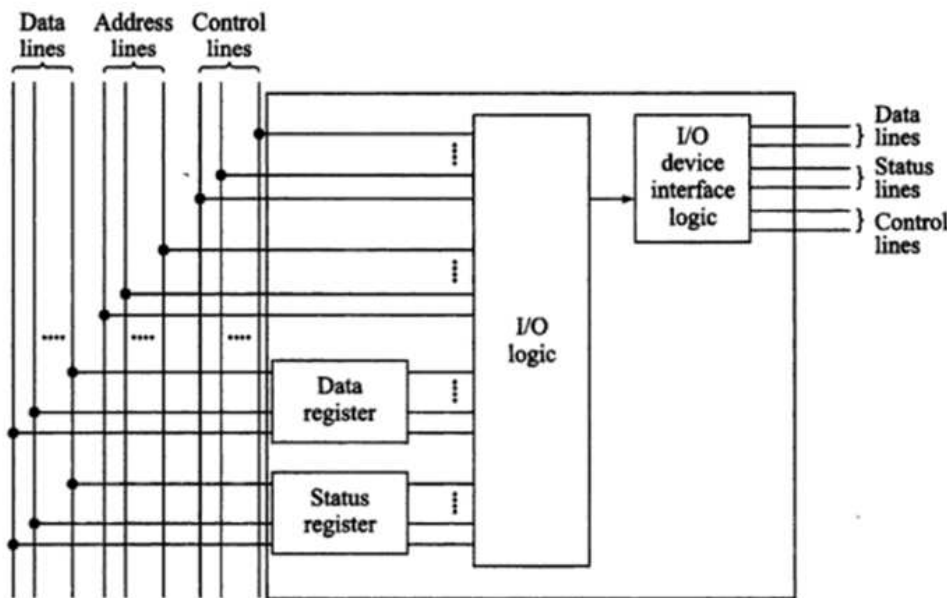 Data
lines
Address
lines
Control
lines
I/O
device
interface
logic
Data
lines
Status
lines
Control
lines
I/O
logic
Data
register
Status
register